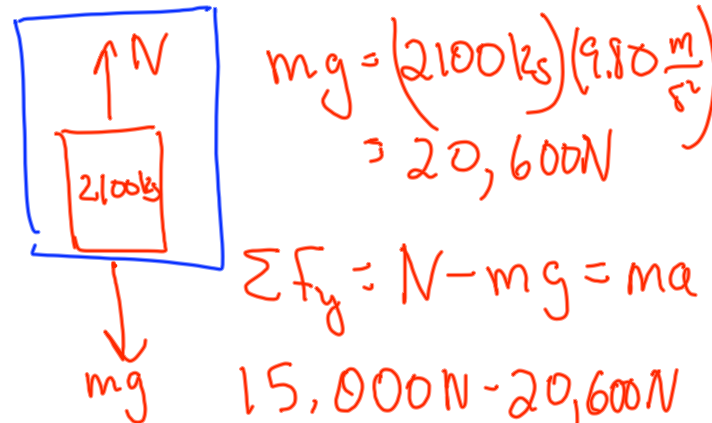 N
2100kg
mg
mg = (2100kg)(9.80 m/s²)
= 20,600N
ΣFy = N-mg = ma
15,000N-20,600N